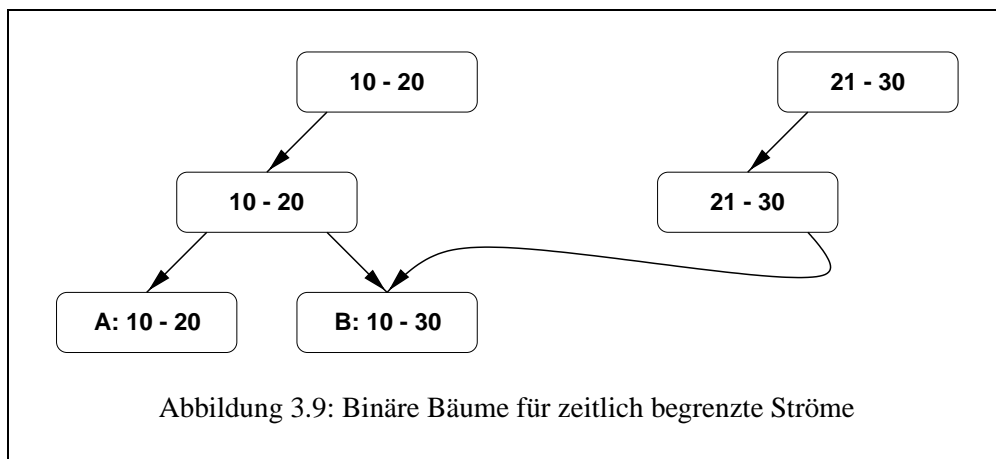 10 - 20
21 - 30
10 - 20
21 - 30
A: 10 - 20
B: 10 - 30
Abbildung 3.9: Binäre Bäume für zeitlich begrenzte Ströme